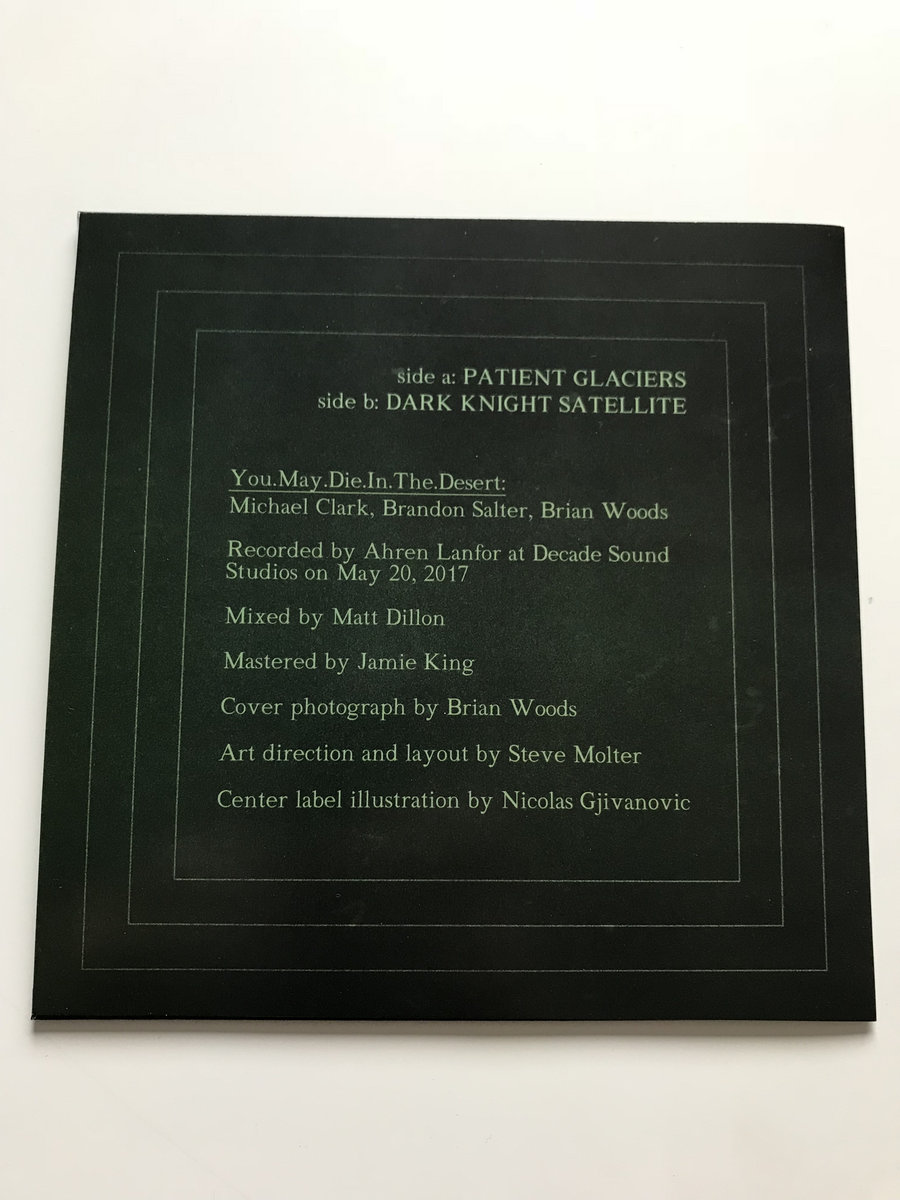 side a: PATIENT GLACIERS
side b: DARK KNIGHT SATELLITE
You.May.Die.In.The.Desert:
Michael Clark, Brandon Salter, Brian Woods
Recorded by Ahren Lanfor at Decade Sound
Studios on May 20, 2017
Mixed by Matt Dillon
Mastered by Jamie King
Cover photograph by Brian Woods
Art direction and layout by Steve Molter
Center label illustration by Nicolas Gjivanovic